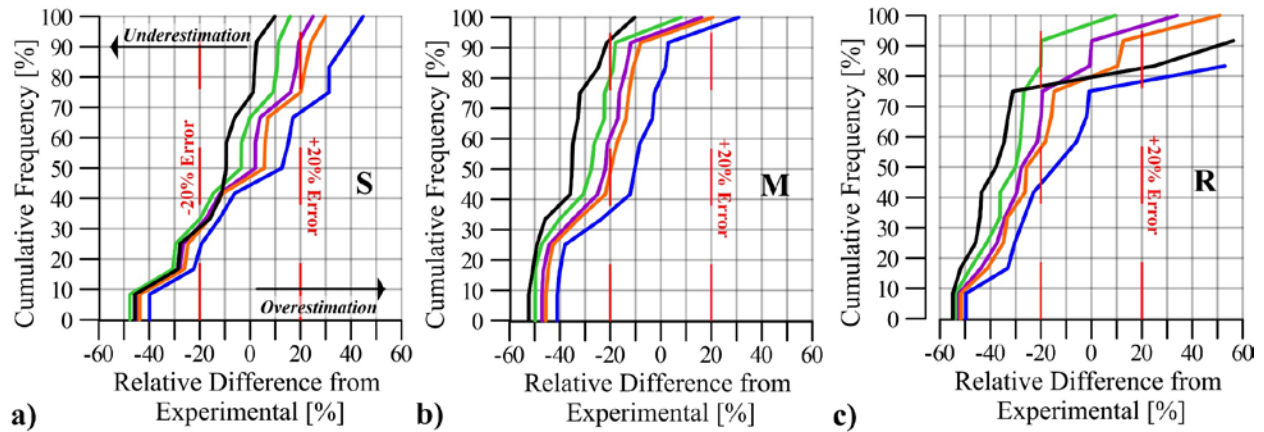 100
90
80
70
60
50
40
30
20
10
0
Cumulative Frequency [%]
Underestimation
-20% Error
+20% Error
S
Overestimation
-60 -40 -20 0 20 40 60
Relative Difference from
Experimental [%]
a)
100
90
80
70
60
50
40
30
20
10
0
Cumulative Frequency [%]
M
+20% Error
-60 -40 -20 0 20 40 60
Relative Difference from
Experimental [%]
b)
100
90
80
70
60
50
40
30
20
10
0
Cumulative Frequency [%]
+20% Error
R
-60 -40 -20 0 20 40 60
Relative Difference from
Experimental [%]
c)